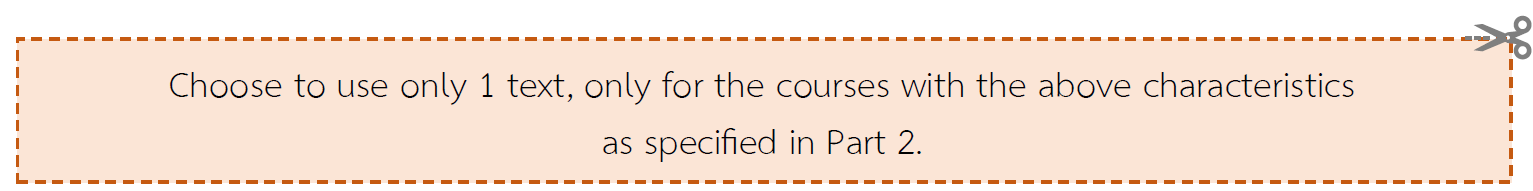 Choose to use only 1 text, only for the courses with the above characteristics
as specified in Part 2.